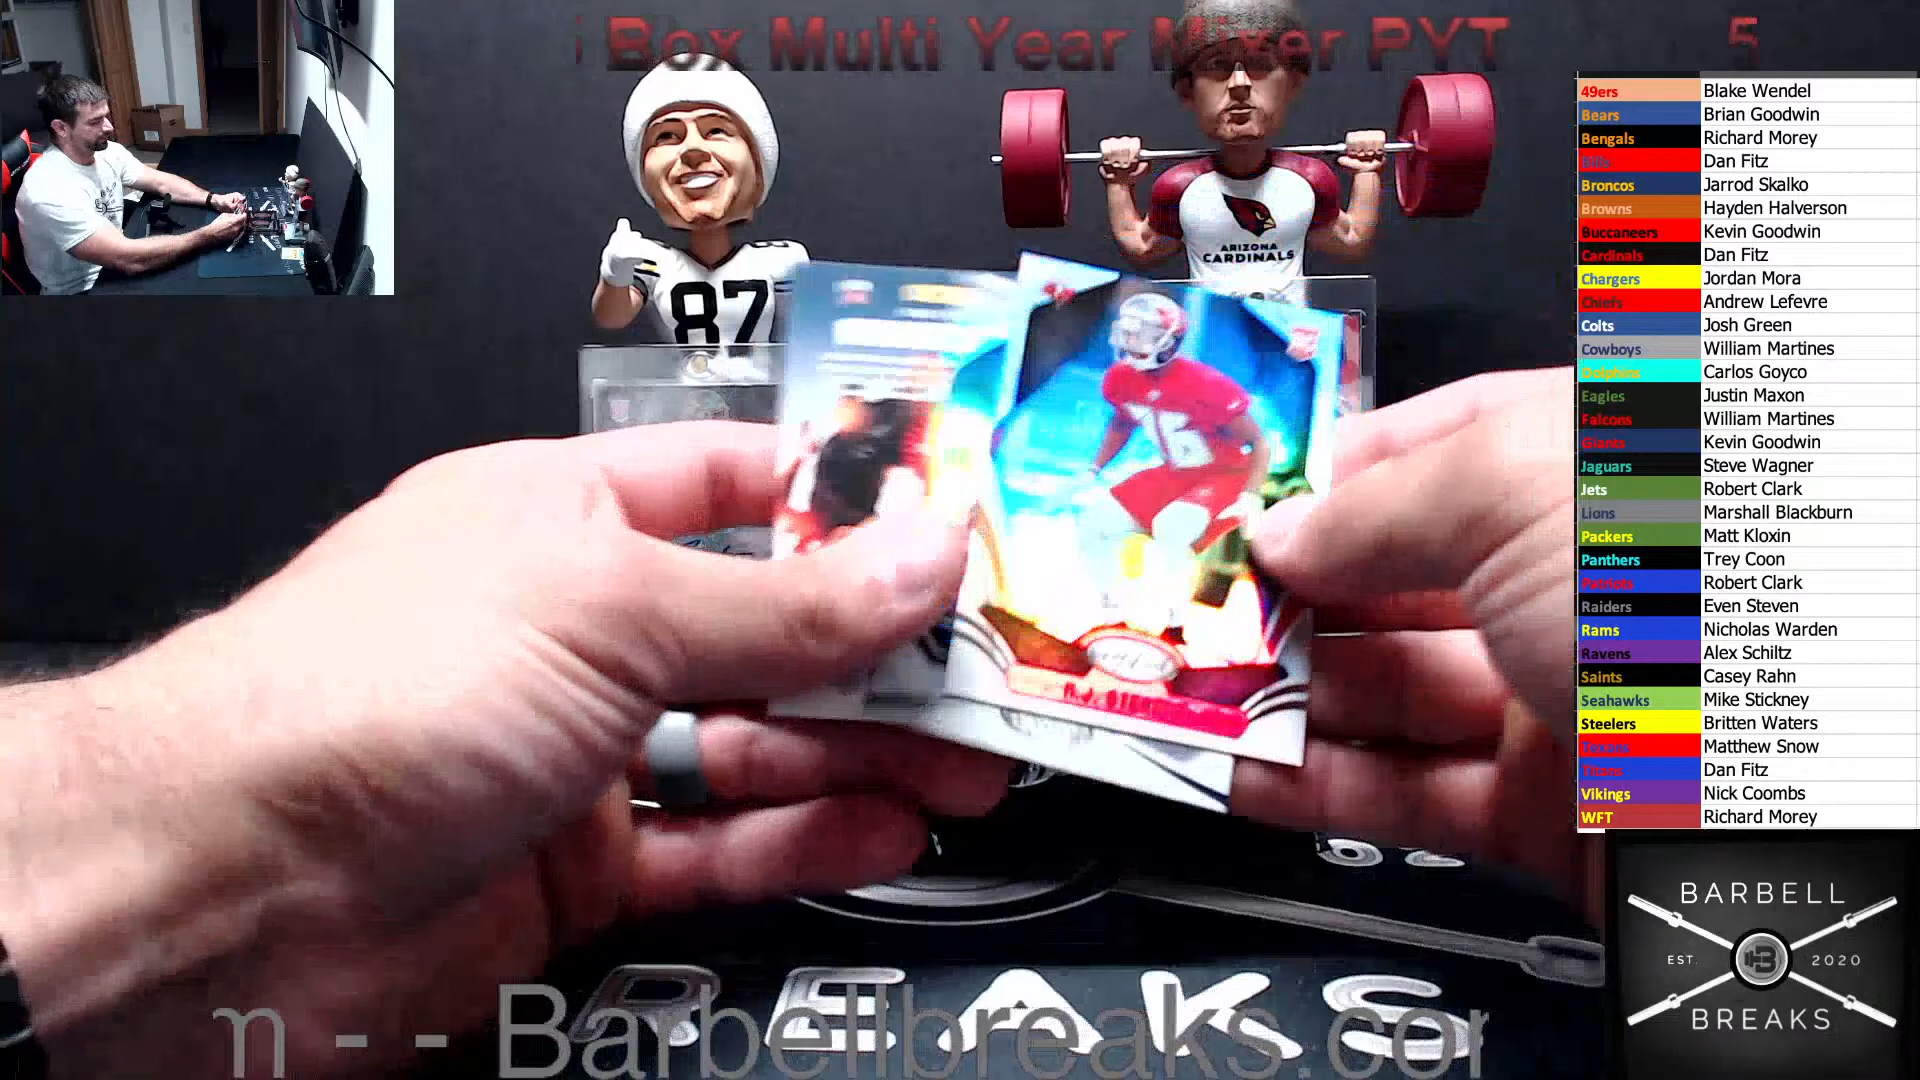 Box Multi Year Mixer PYT 5
49ers Blake Wendel
Bears Brian Goodwin
Bengals Richard Morey
Bills Dan Fitz
Broncos Jarrod Skalko
Browns Hayden Halverson
Buccaneers Kevin Goodwin
Cardinals Dan Fitz
Chargers Jordan Mora
Chiefs Andrew Lefevre
Colts Josh Green
Cowboys William Martines
Dolphins Carlos Goyco
Eagles Justin Maxon
Falcons William Martines
Giants Kevin Goodwin
Jaguars Steve Wagner
Jets Robert Clark
Lions Marshall Blackburn
Packers Matt Kloxin
Panthers Trey Coon
Patriots Robert Clark
Raiders Even Steven
Rams Nicholas Warden
Ravens Alex Schiltz
Saints Casey Rahn
Seahawks Mike Stickney
Steelers Britten Waters
Texans Matthew Snow
Titans Dan Fitz
Vikings Nick Coombs
WFT Richard Morey
87
ARIZONA
CARDINALS
BREAKS
m - - Barbellbreaks.com
BARBELL
EST. B 2020
BREAKS